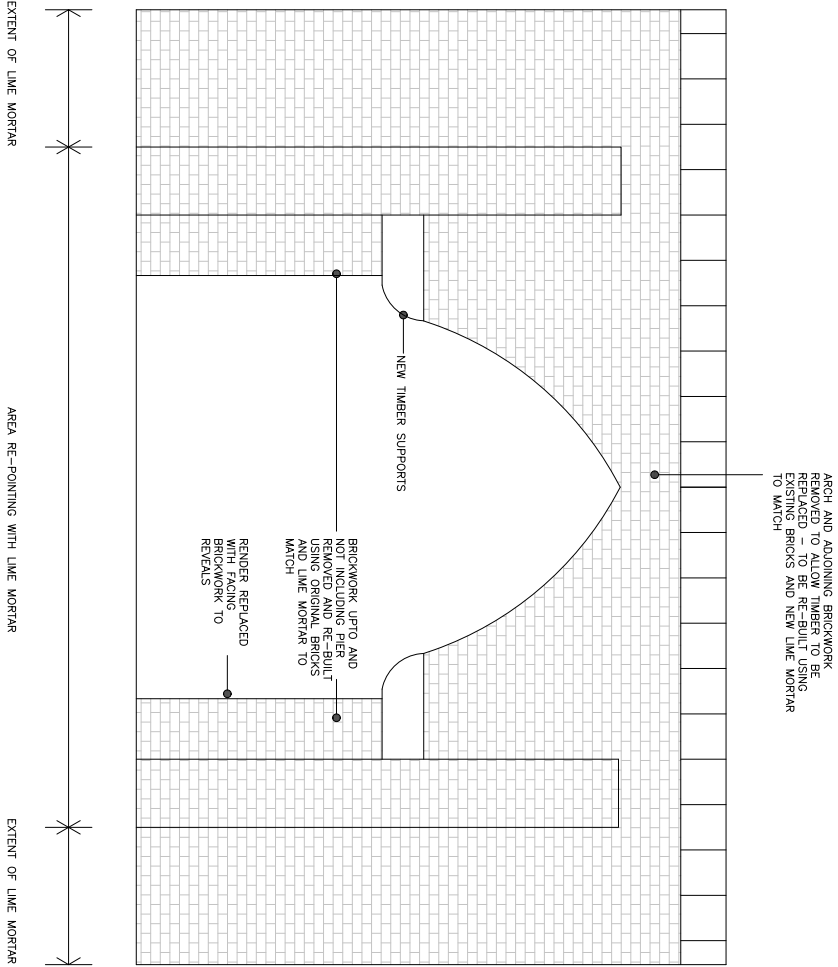 ARCH AND ADJOINING BRICKWORK
REMOVED TO ALLOW TIMBER TO BE
REPLACED - TO BE RE-BUILT USING
EXISTING BRICKS AND NEW LIME MORTAR
TO MATCH
NEW TIMBER SUPPORTS
BRICKWORK UPTO AND
NOT INCLUDING PIER
REMOVED AND RE-BUILT
USING ORIGINAL BRICKS
AND LIME MORTAR TO
MATCH
RENDER REPLACED
WITH FACING
BRICKWORK TO
REVEALS
EXTENT OF LIME MORTAR
AREA RE-POINTING WITH LIME MORTAR
EXTENT OF LIME MORTAR